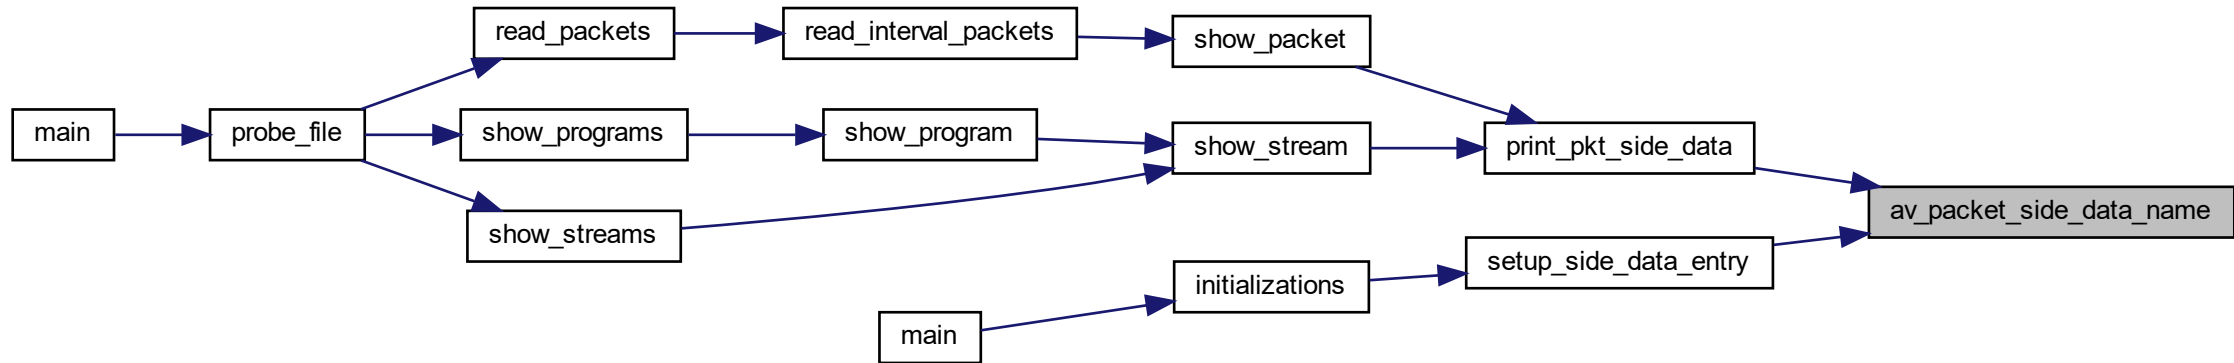 main
probe_file
read_packets
read_interval_packets
show_packet
show_programs
show_program
show_stream
show_streams
print_pkt_side_data
av_packet_side_data_name
setup_side_data_entry
initializations
main